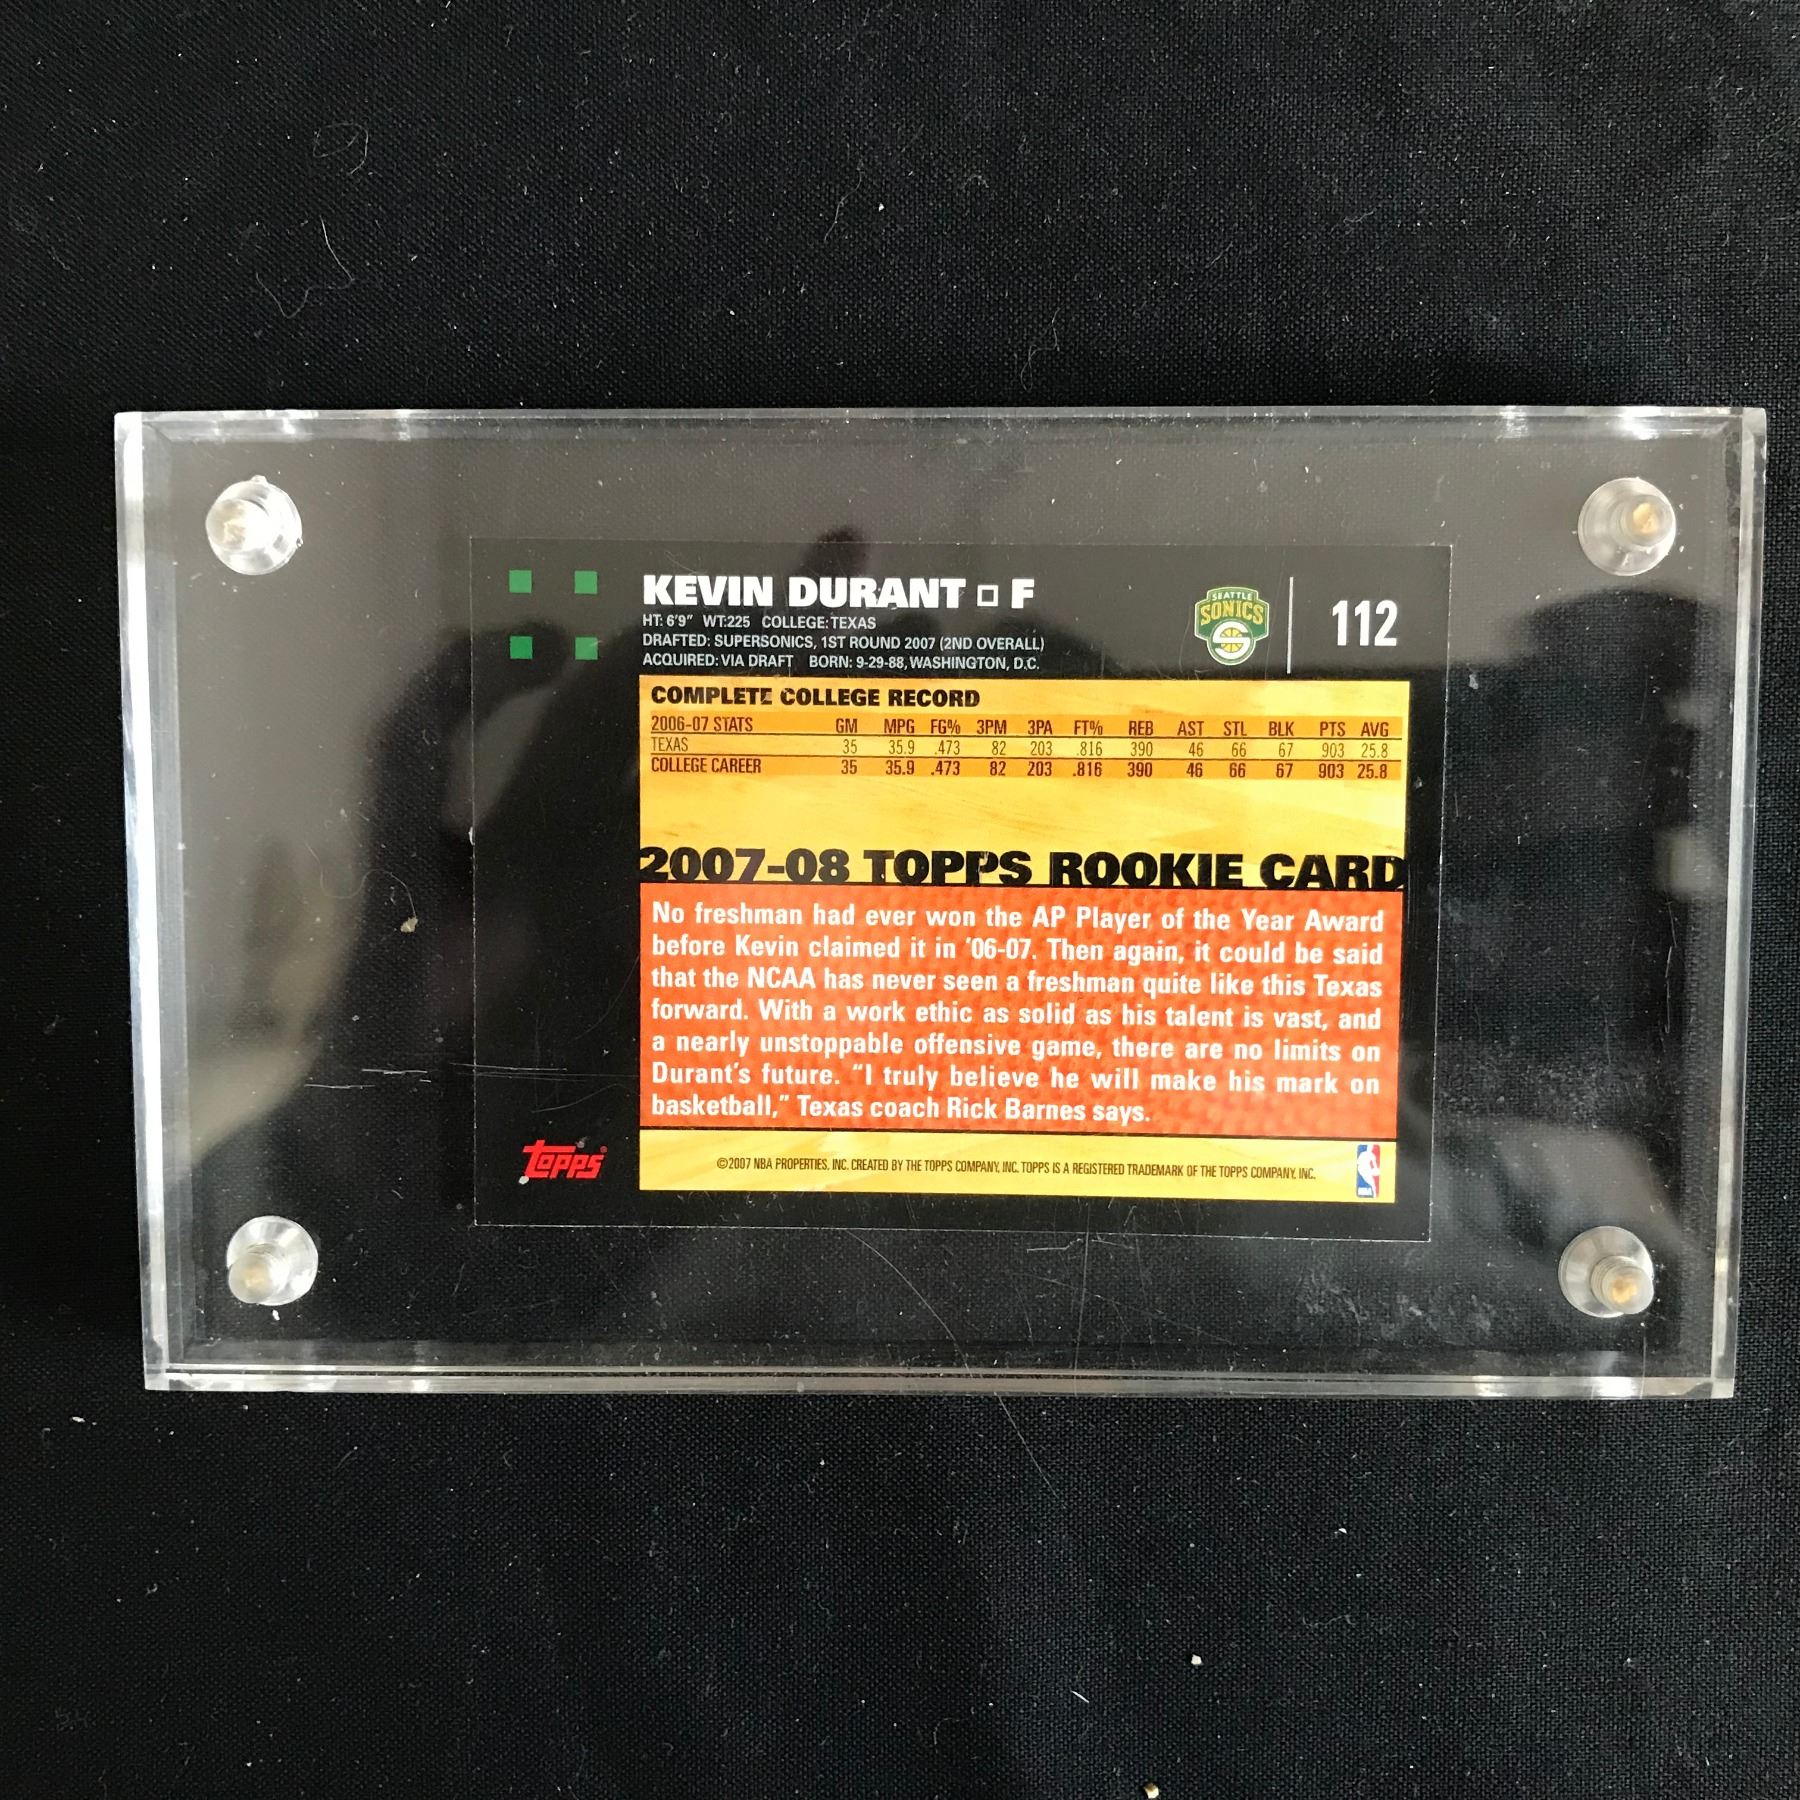 KEVIN DURANT □ F
HT: 6'9" WT:225 COLLEGE: TEXAS
DRAFTED: SUPERSONICS, 1ST ROUND 2007 (2ND OVERALL)
ACQUIRED: VIA DRAFT BORN: 9-29-88, WASHINGTON, D.C.
SEATTLE
SONICS
112
COMPLETE COLLEGE RECORD
2006-07 STATS GM MPG FG% 3PM 3PA FT% REB AST STL BLK PTS AVG
TEXAS 35 35.9 .473 82 203 .816 390 46 66 67 903 25.8
COLLEGE CAREER 35 35.9 .473 82 203 .816 390 46 66 67 903 25.8
2007-08 TOPPS ROOKIE CARD
No freshman had ever won the AP Player of the Year Award
before Kevin claimed it in '06-07. Then again, it could be said
that the NCAA has never seen a freshman quite like this Texas
forward. With a work ethic as solid as his talent is vast, and
a nearly unstoppable offensive game, there are no limits on
Durant's future. "I truly believe he will make his mark on
basketball," Texas coach Rick Barnes says.
Topps
©2007 NBA PROPERTIES, INC. CREATED BY THE TOPPS COMPANY, INC. TOPPS IS A REGISTERED TRADEMARK OF THE TOPPS COMPANY, INC.
NBA